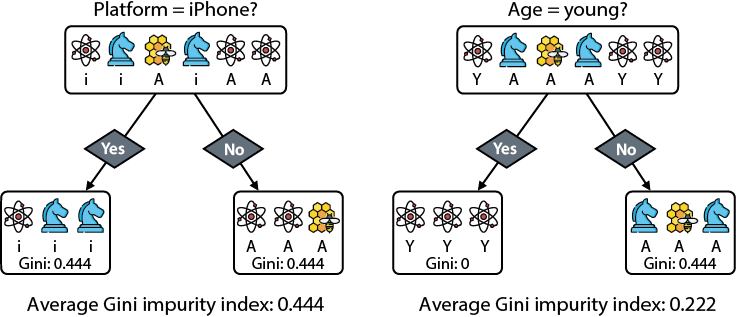 Platform = iPhone?
i i A i A A
Yes
No
i i i
Gini: 0.444
A A A
Gini: 0.444
Average Gini impurity index: 0.444
Age = young?
Y A A A Y Y
Yes
No
Y Y Y
Gini: 0
A A A
Gini: 0.444
Average Gini impurity index: 0.222